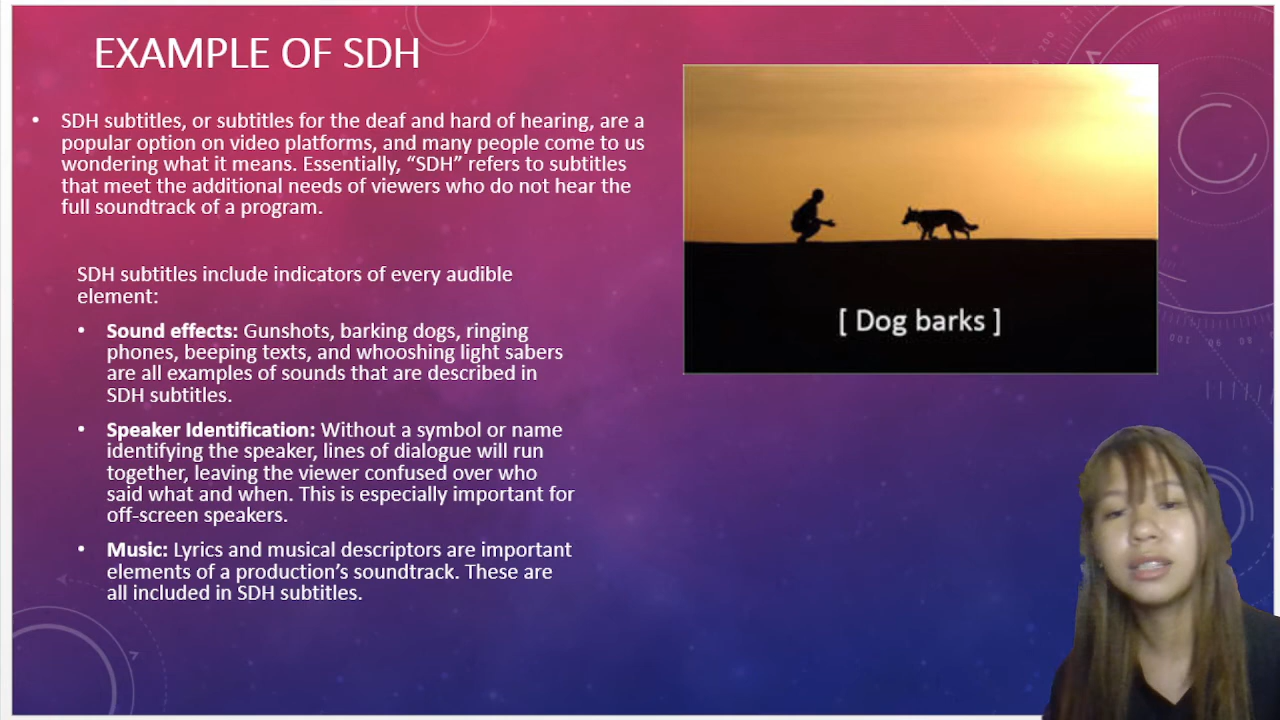 EXAMPLE OF SDH
• SDH subtitles, or subtitles for the deaf and hard of hearing, are a
popular option on video platforms, and many people come to us
wondering what it means. Essentially, “SDH” refers to subtitles
that meet the additional needs of viewers who do not hear the
full soundtrack of a program.
SDH subtitles include indicators of every audible
element:
• Sound effects: Gunshots, barking dogs, ringing
phones, beeping texts, and whooshing light sabers
are all examples of sounds that are described in
SDH subtitles.
• Speaker Identification: Without a symbol or name
identifying the speaker, lines of dialogue will run
together, leaving the viewer confused over who
said what and when. This is especially important for
off-screen speakers.
• Music: Lyrics and musical descriptors are important
elements of a production’s soundtrack. These are
all included in SDH subtitles.
[ Dog barks ]